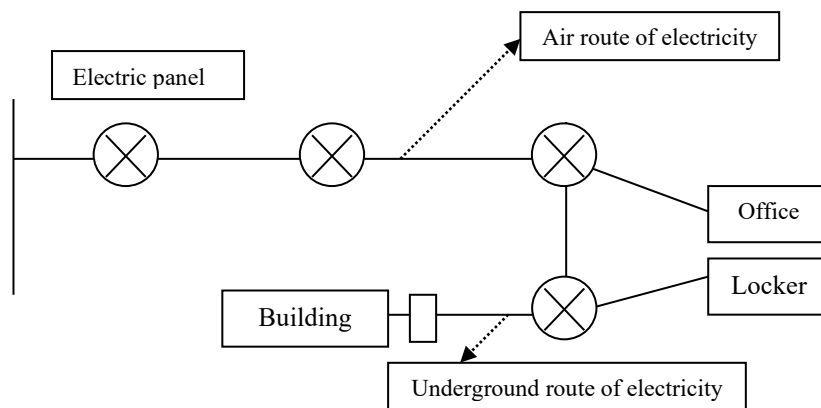 Air route of electricity
Electric panel
Office
Locker
Building
Underground route of electricity